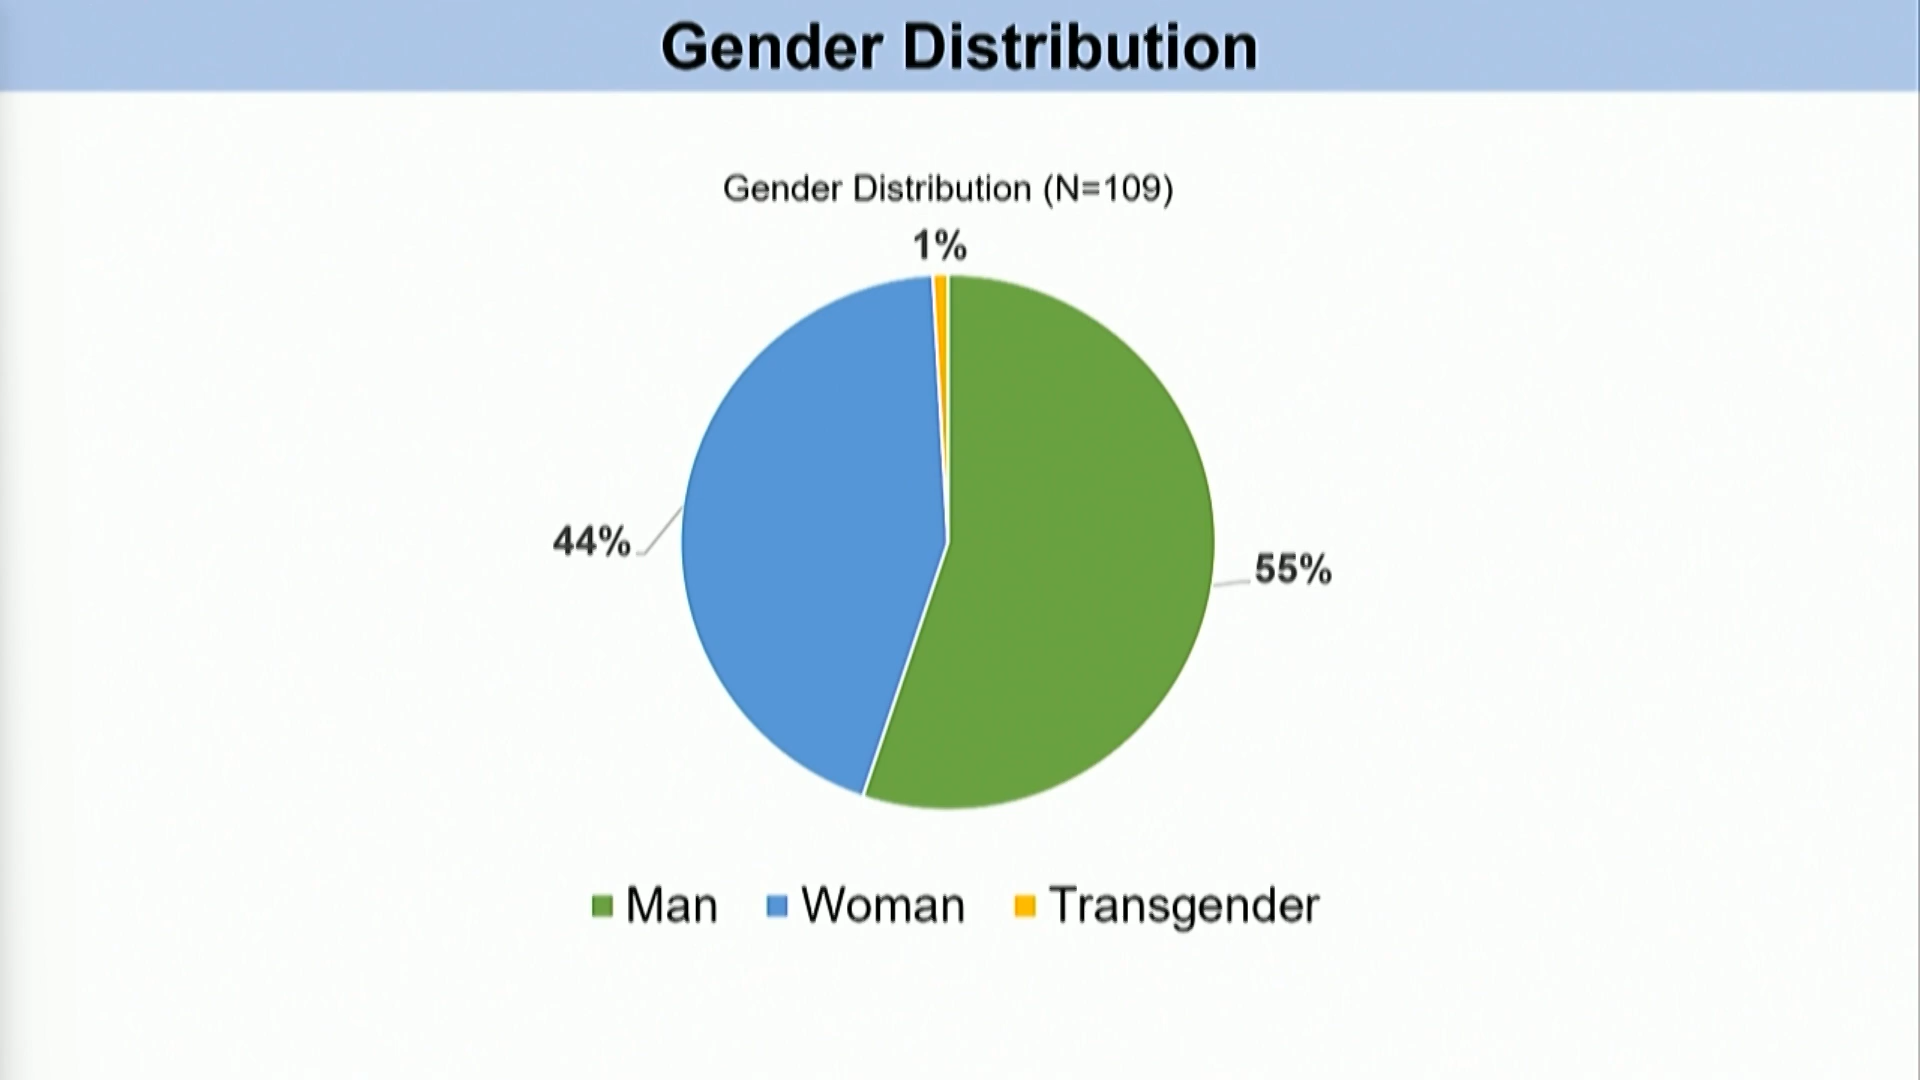 Gender Distribution
Gender Distribution (N=109)
1%
44%
55%
Man Woman Transgender